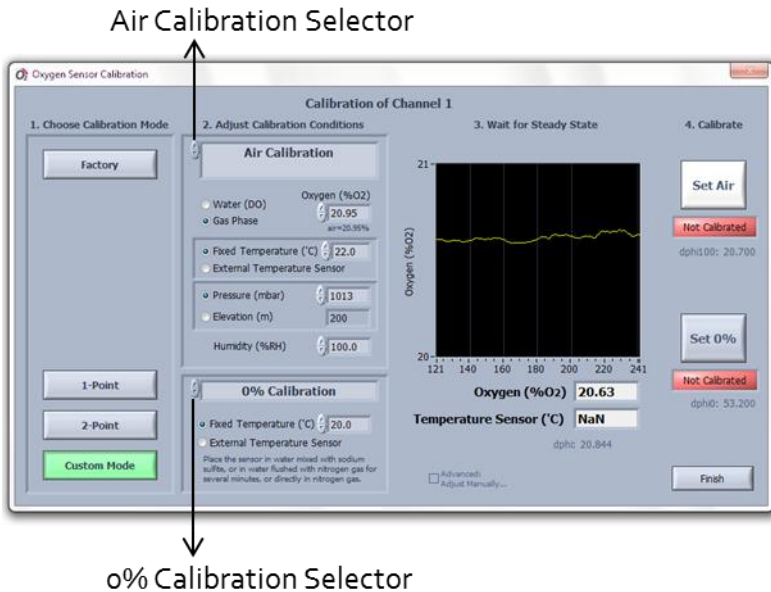 Air Calibration Selector
Oxygen Sensor Calibration
Calibration of Channel 1
1. Choose Calibration Mode
2. Adjust Calibration Conditions
3. Wait for Steady State
4. Calibrate
Factory
1-Point
2-Point
Custom Mode
Air Calibration
Water (DO)
Gas Phase
Oxygen (%O2)
20.95
air=20.95%
Fixed Temperature (°C) 22.0
External Temperature Sensor
Pressure (mbar) 1013
Elevation (m) 200
Humidity (%RH) 100.0
0% Calibration
Fixed Temperature (°C) 20.0
External Temperature Sensor
Place the sensor in water mixed with sodium
sulfite, or in water flushed with nitrogen gas for
several minutes, or directly in nitrogen gas.
Oxygen (%O2)
21
20
121 140 160 180 200 220 241
Oxygen (%O2) 20.63
Temperature Sensor (°C) NaN
dphi: 20.844
Advanced:
Adjust Manually...
Set Air
Not Calibrated
dphi100: 20.700
Set 0%
Not Calibrated
dphi0: 53.200
Finish
0% Calibration Selector